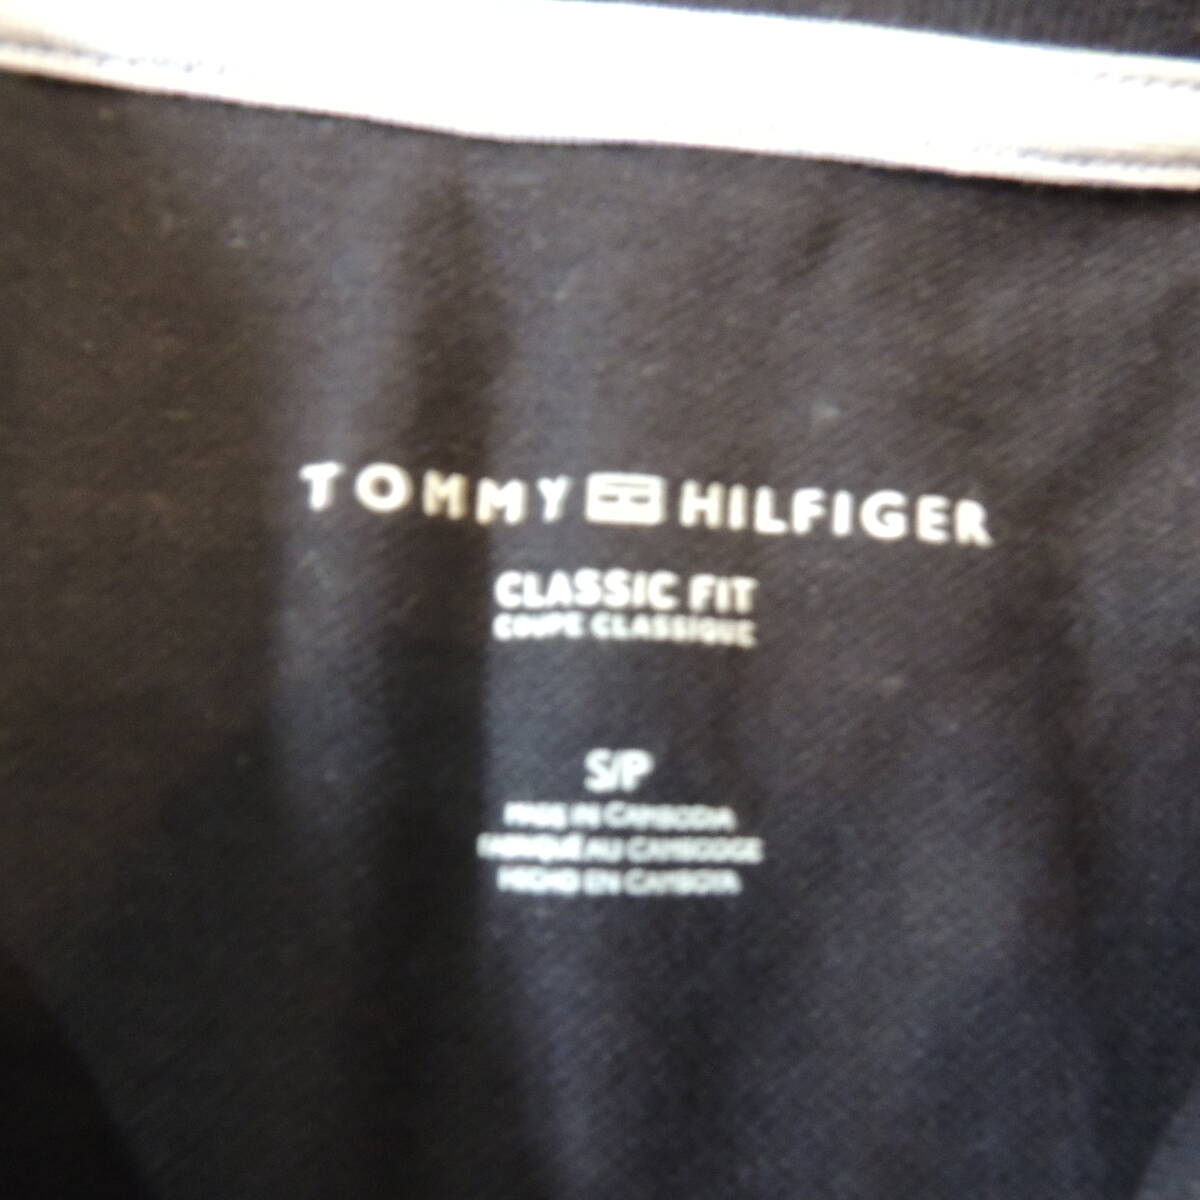 TOMMY HILFIGER
CLASSIC FIT
COUPE CLASSIQUE
S/P
MADE IN CAMBODIA
FABRIQUÉ AU CAMBODGE
HECHO EN CAMBOYA